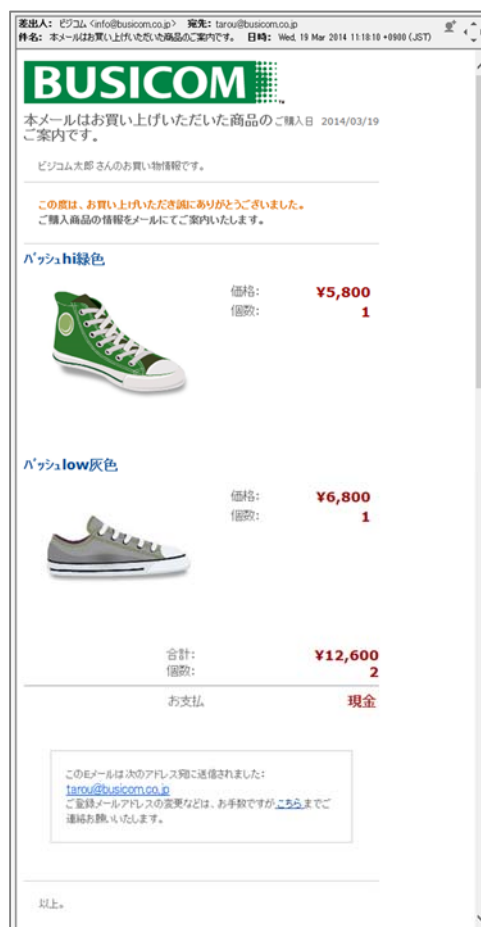 差出人: ビジコム <info@busicom.co.jp> 宛先: tarou@busicom.co.jp
件名: 本メールはお買い上げいただいた商品のご案内です。 日時: Wed, 19 Mar 2014 11:18:10 +0900 (JST)
BUSICOM
本メールはお買い上げいただいた商品のご案内です。
ご購入日 2014/03/19
ビジコム太郎 さんのお買い物情報です。
この度は、お買い上げいただき誠にありがとうございました。
ご購入商品の情報をメールにてご案内いたします。
ﾊﾞｯｼｭhi緑色
価格: ¥5,800
個数: 1
ﾊﾞｯｼｭlow灰色
価格: ¥6,800
個数: 1
合計: ¥12,600
個数: 2
お支払 現金
このEメールは次のアドレス宛に送信されました:
tarou@busicom.co.jp
ご登録メールアドレスの変更などは、お手数ですがこちらまでご
連絡お願いいたします。
以上。